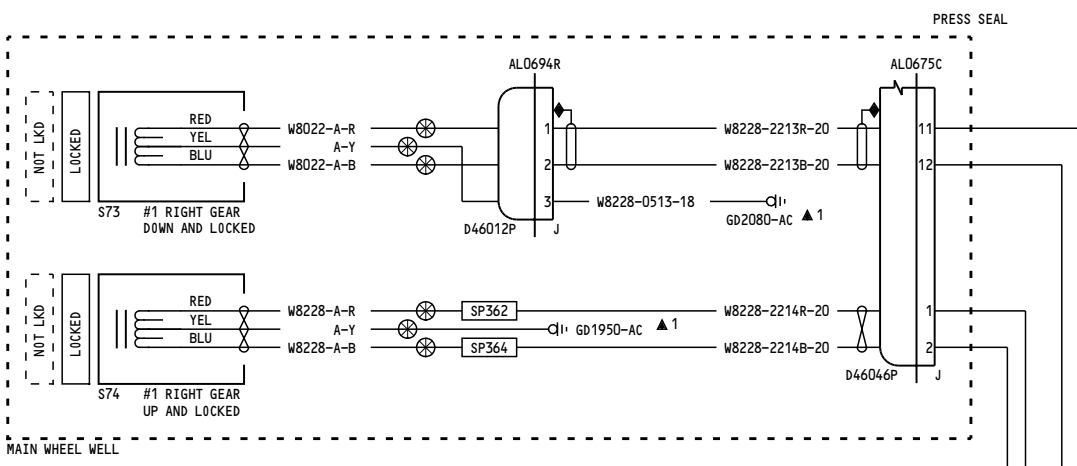 PRESS SEAL
AL0694R
AL0675C
NOT LKD
LOCKED
RED
YEL
BLU
W8022-A-R
A-Y
W8022-A-B
1
2
3
W8228-2213R-20
W8228-2213B-20
11
12
W8228-0513-18
GD2080-AC
1
S73
#1 RIGHT GEAR
DOWN AND LOCKED
D46012P
J
NOT LKD
LOCKED
RED
YEL
BLU
W8228-A-R
A-Y
W8228-A-B
SP362
SP364
GD1950-AC
1
W8228-2214R-20
W8228-2214B-20
1
2
D46046P
J
S74
#1 RIGHT GEAR
UP AND LOCKED
MAIN WHEEL WELL